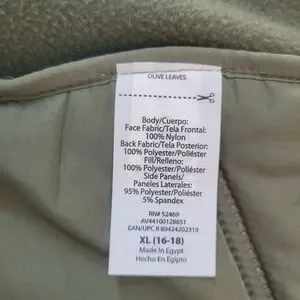 OLIVE LEAVES
Body/Cuerpo:
Face Fabric/Tela Frontal:
100% Nylon
Back Fabric/Tela Posterior:
100% Polyester/Poliéster
Fill/Relleno:
100% Polyester/Poliéster
Side Panels/
Paneles Laterales:
95% Polyester/Poliéster
5% Spandex
RN# 52469
AV44100128651
EAN/UPC # 89424202319
XL (16-18)
Made In Egypt
Hecho En Egipto